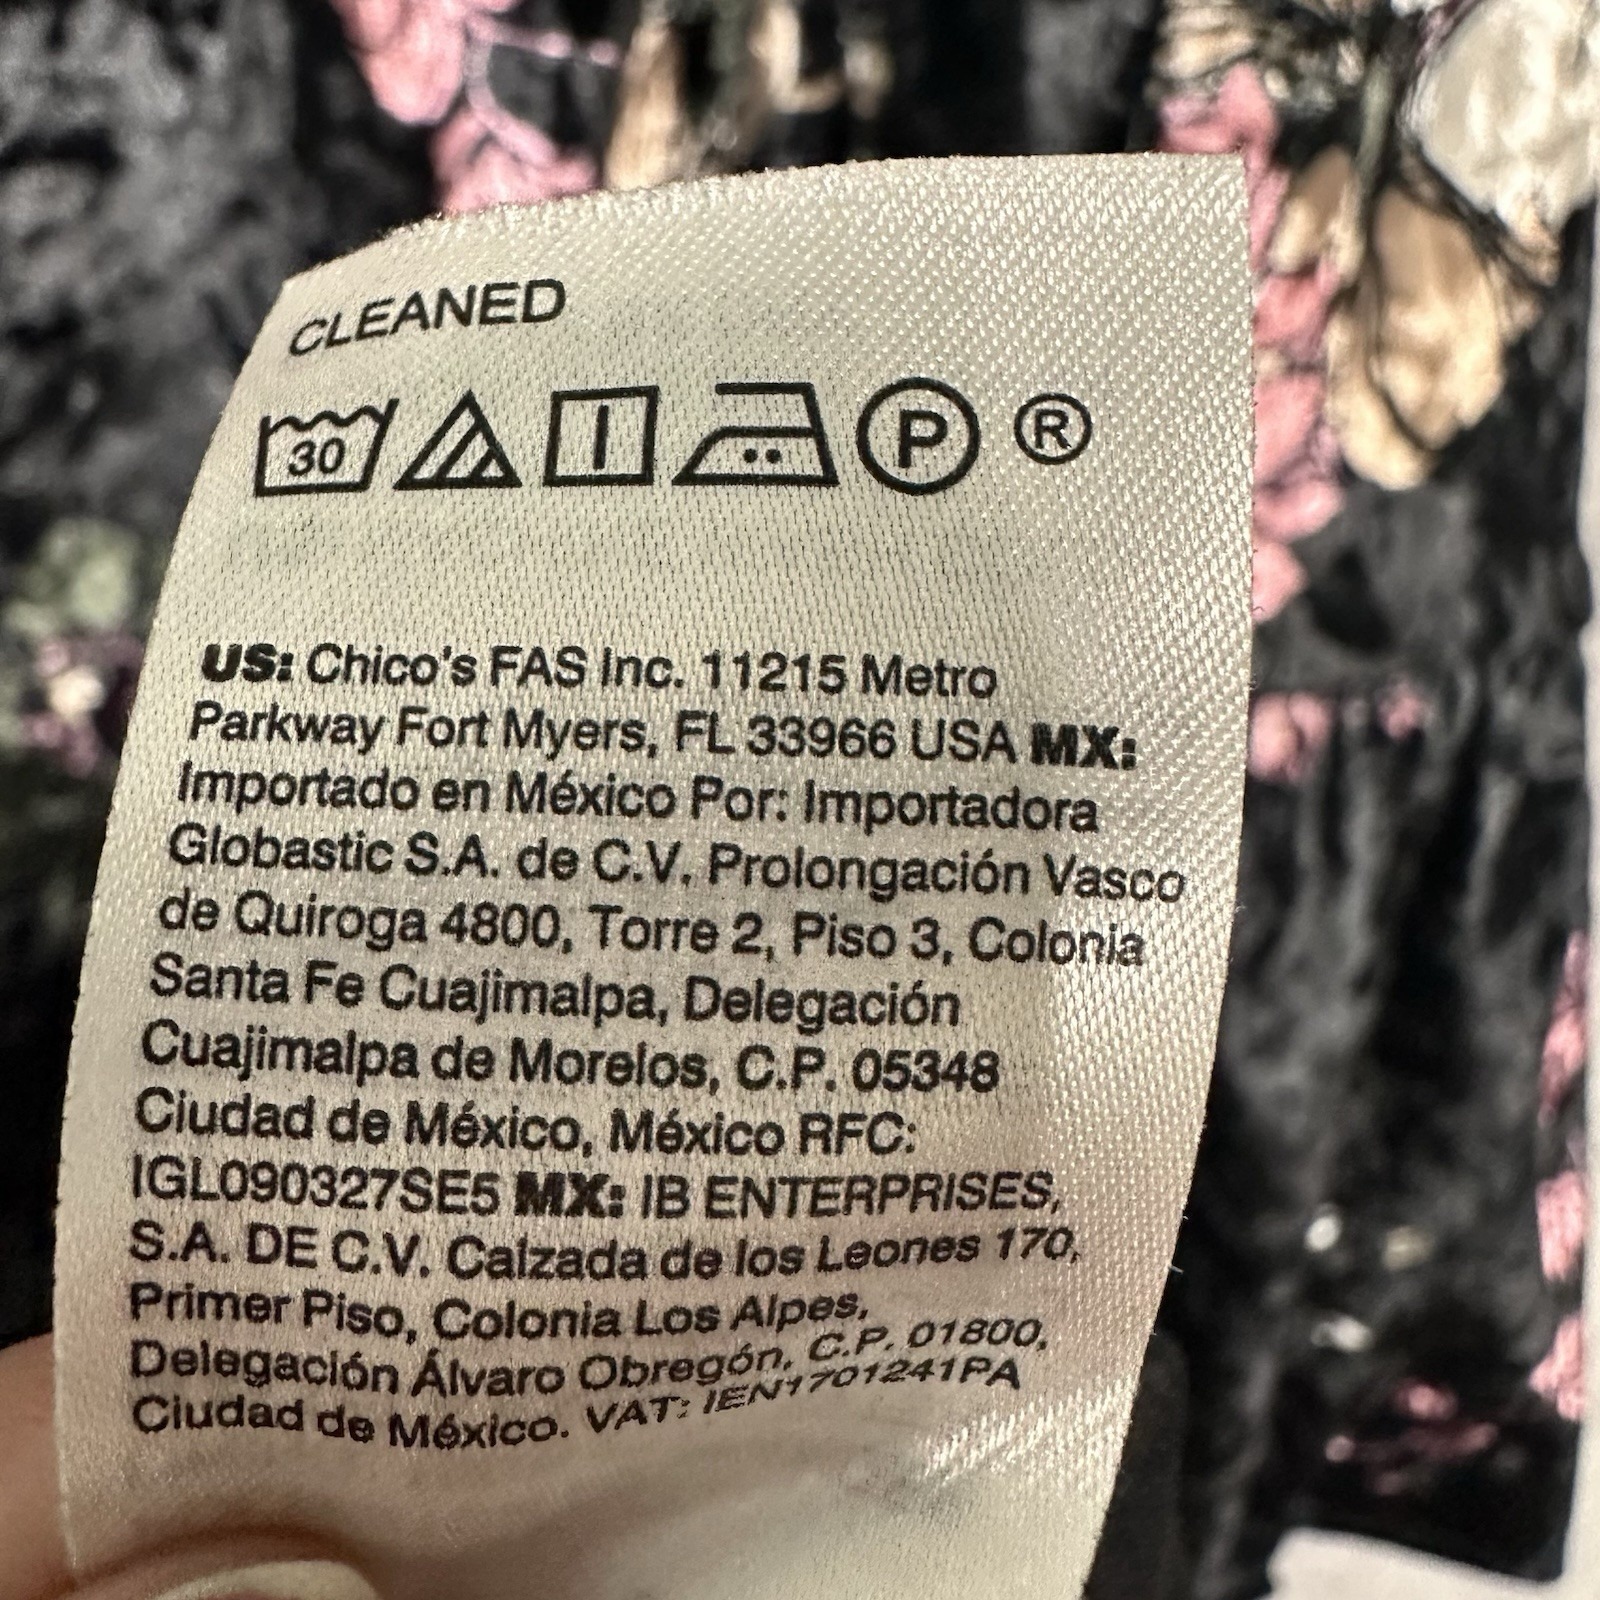 CLEANED
30 P ®
US: Chico's FAS Inc. 11215 Metro
Parkway Fort Myers, FL 33966 USA MX:
Importado en México Por: Importadora
Globastic S.A. de C.V. Prolongación Vasco
de Quiroga 4800, Torre 2, Piso 3, Colonia
Santa Fe Cuajimalpa, Delegación
Cuajimalpa de Morelos, C.P. 05348
Ciudad de México, México RFC:
IGL090327SE5 MX: IB ENTERPRISES,
S.A. DE C.V. Calzada de los Leones 170,
Primer Piso, Colonia Los Alpes,
Delegación Álvaro Obregón, C.P. 01800,
Ciudad de México. VAT: IEN1701241PA